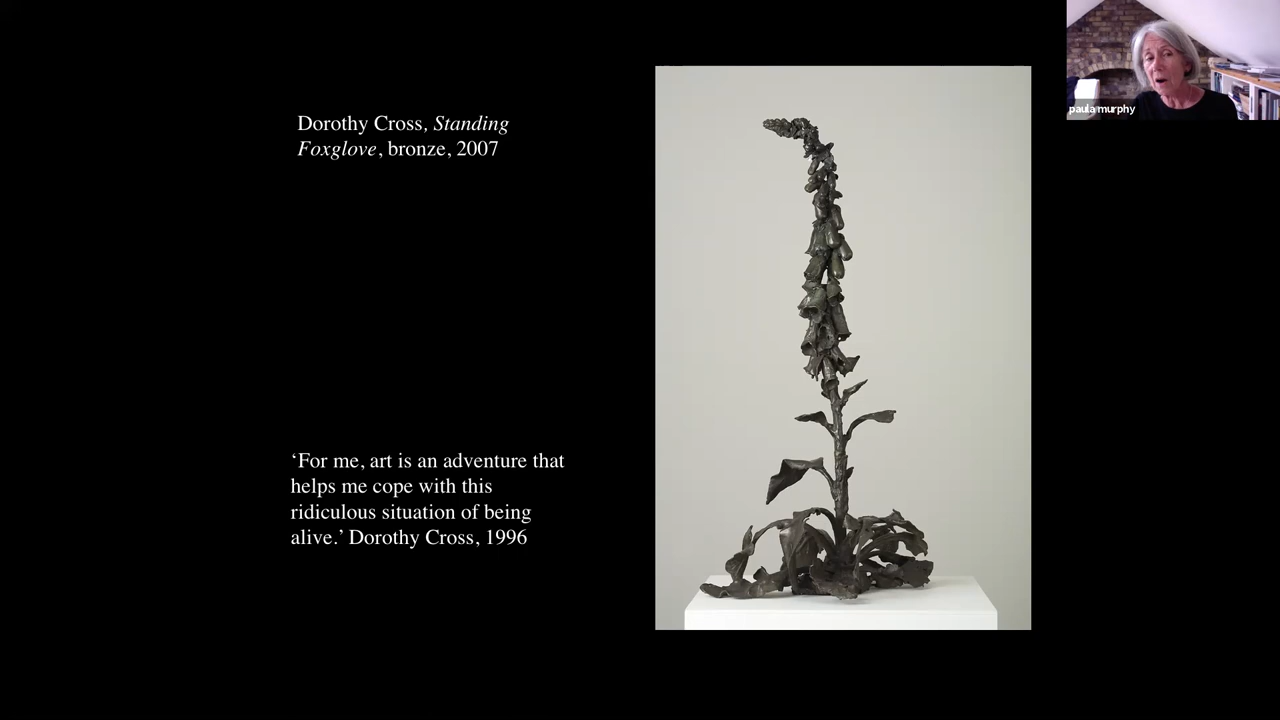 Dorothy Cross, Standing
Foxglove, bronze, 2007
‘For me, art is an adventure that
helps me cope with this
ridiculous situation of being
alive.’ Dorothy Cross, 1996
paula murphy